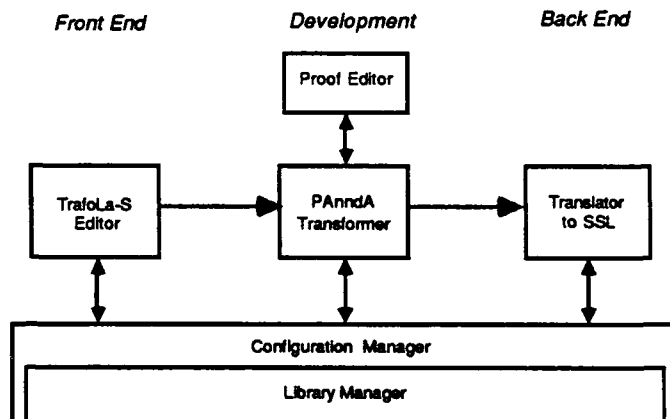 Front End Development Back End
Proof Editor
TrafoLa-S
Editor
PAnndA
Transformer
Translator
to SSL
Configuration Manager
Library Manager